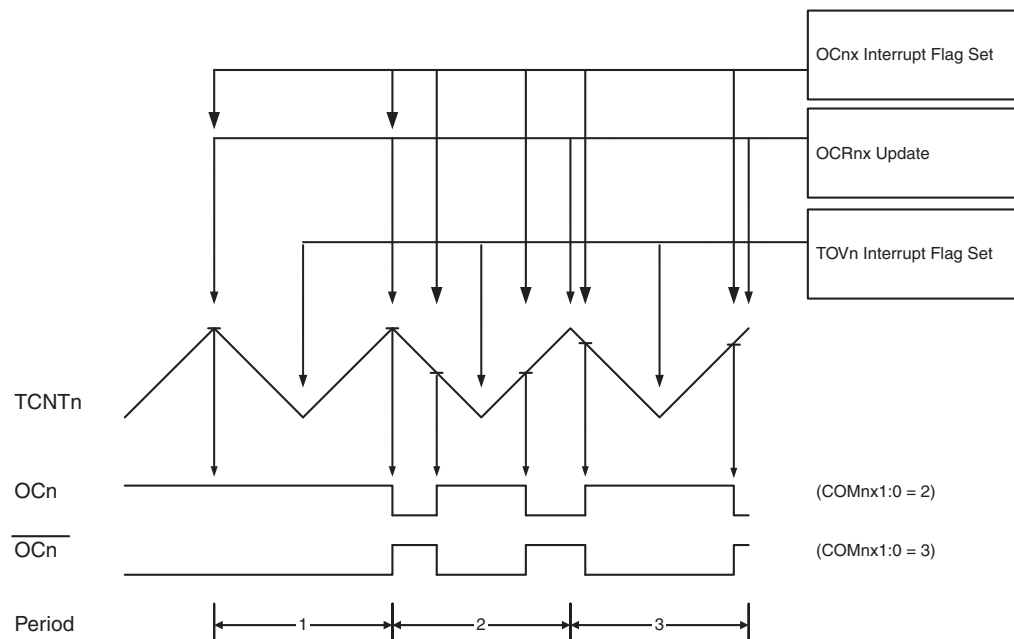 OCnx Interrupt Flag Set
OCRnx Update
TOVn Interrupt Flag Set
TCNTn
OCn
(COMnx1:0 = 2)
OCn
(COMnx1:0 = 3)
Period
1
2
3